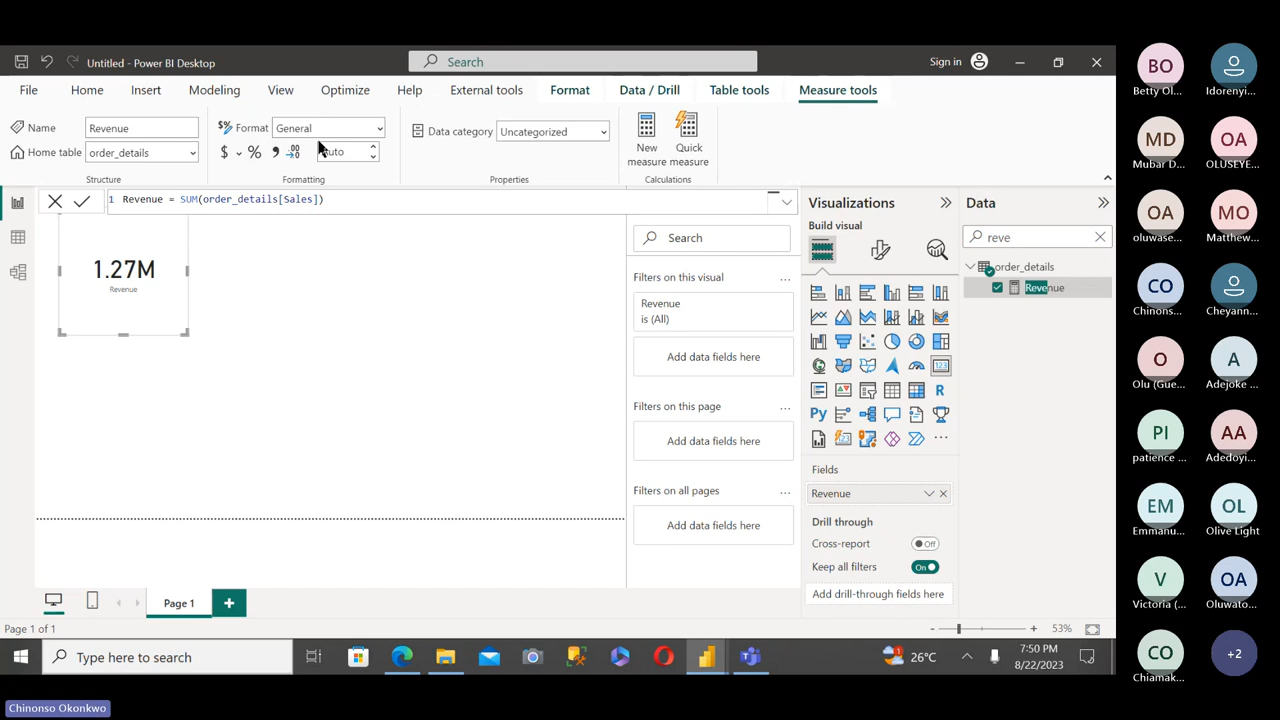 Untitled - Power BI Desktop
Search
Sign in
File
Home
Insert
Modeling
View
Optimize
Help
External tools
Format
Data / Drill
Table tools
Measure tools
Name
Revenue
Home table
order_details
Structure
Format
General
$
%
Auto
Formatting
Data category
Uncategorized
Properties
New
measure
Quick
measure
Calculations
1 Revenue = SUM(order_details[Sales])
1.27M
Revenue
Search
Filters on this visual
...
Revenue
is (All)
Add data fields here
Filters on this page
...
Add data fields here
Filters on all pages
...
Add data fields here
Visualizations
Build visual
123
R
Py
...
Fields
Revenue
Drill through
Cross-report
Off
Keep all filters
On
Add drill-through fields here
Data
reve
order_details
Revenue
Page 1
Page 1 of 1
53%
Type here to search
26°C
7:50 PM
8/22/2023
BO
Betty Ol...
Idorenyi...
MD
Mubar D...
OA
OLUSEYE...
OA
oluwase...
MO
Matthew...
CO
Chinons...
Cheyann...
O
Olu (Gue...
A
Adejoke ...
PI
patience ...
AA
Adedoyi...
EM
Emmanu...
OL
Olive Light
V
Victoria (...
OA
Oluwato...
CO
Chiamak...
+2
Chinonso Okonkwo